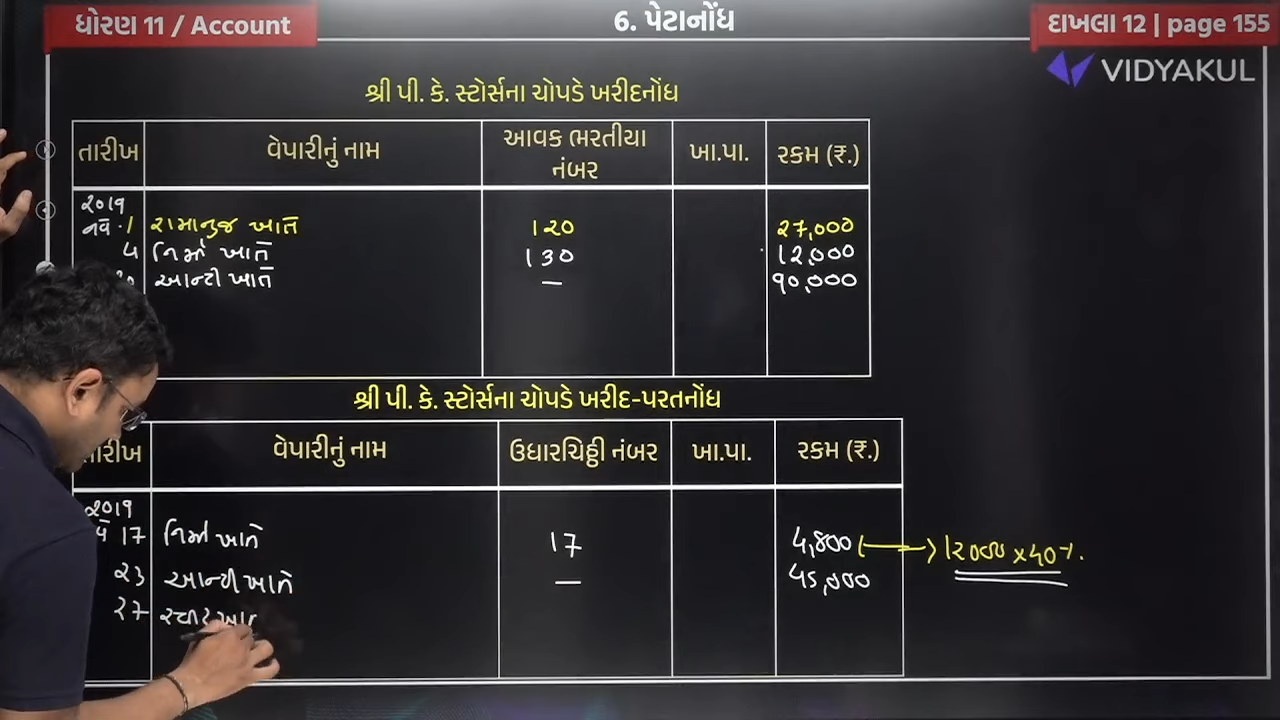 ધોરણ 11 / Account
6. પેટાનોંધ
દાખલા 12 | page 155
VIDYAKUL
શ્રી પી. કે. સ્ટોર્સના ચોપડે ખરીદનોંધ
તારીખ વેપારીનું નામ આવક ભરતીયા નંબર ખા.પા. રકમ (₹.)
૨૦૧૯
નવે. 1 રામાનુજ ખાતે 120 27,000
5 નિર્મા ખાતે 130 12,000
આન્ટી ખાતે — 90,000
શ્રી પી. કે. સ્ટોર્સના ચોપડે ખરીદ-પરતનોંધ
વેપારીનું નામ ઉધારચિઠ્ઠી નંબર ખા.પા. રકમ (₹.)
૨૦૧૯
17 નિર્મા ખાતે 17 4,800 → 12000 x 40%
23 આન્ટી ખાતે — 45,000
27